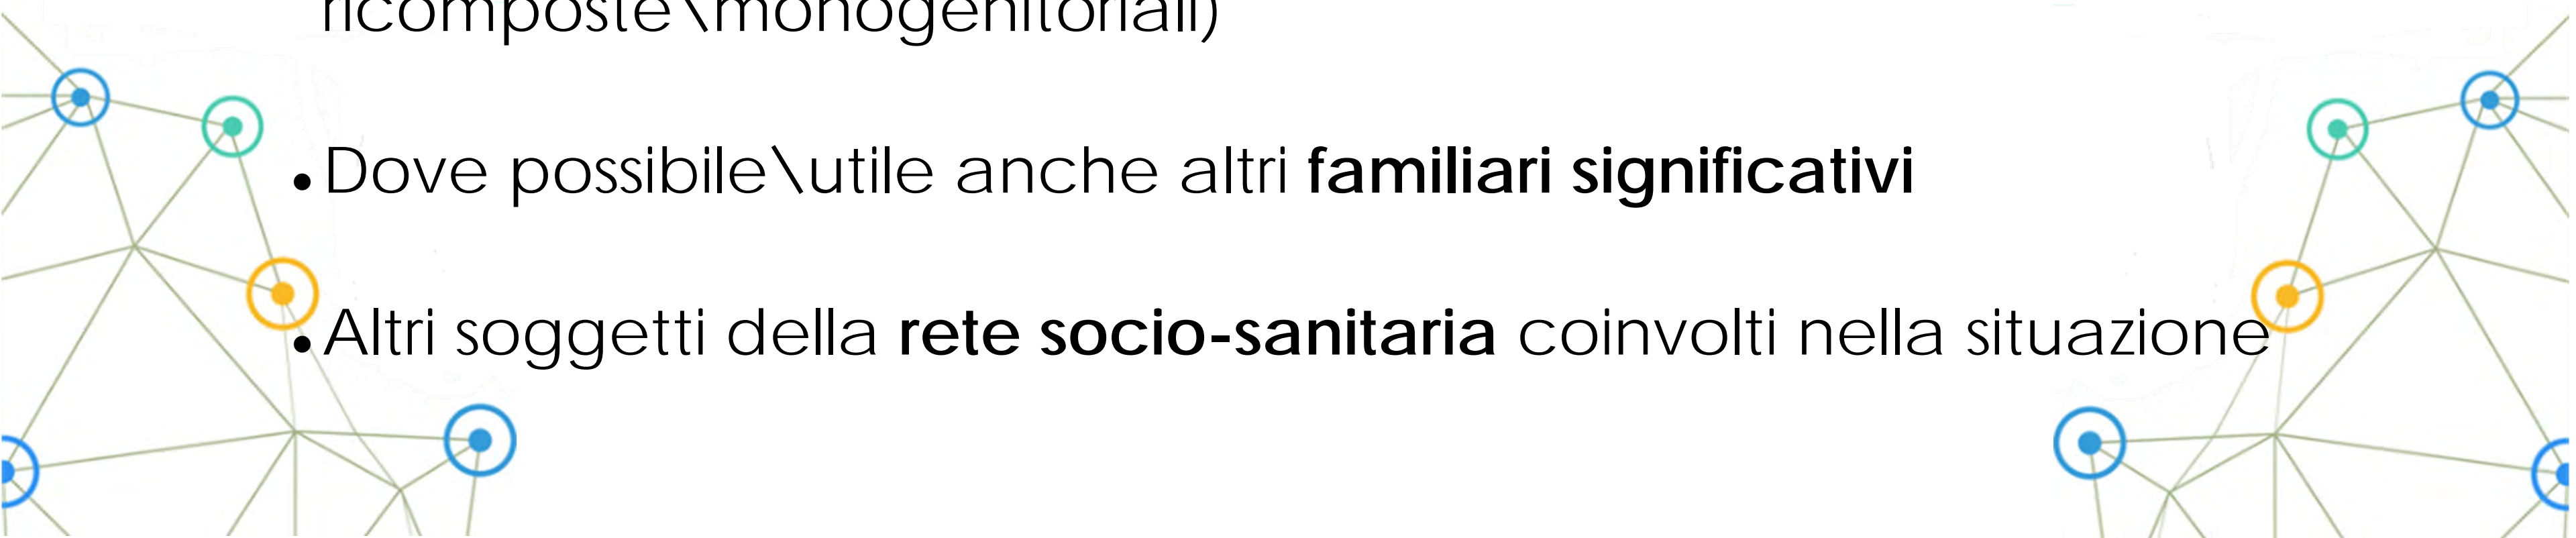 ricomposte\monogenitoriali)
•Dove possibile\utile anche altri familiari significativi
•Altri soggetti della rete socio-sanitaria coinvolti nella situazione